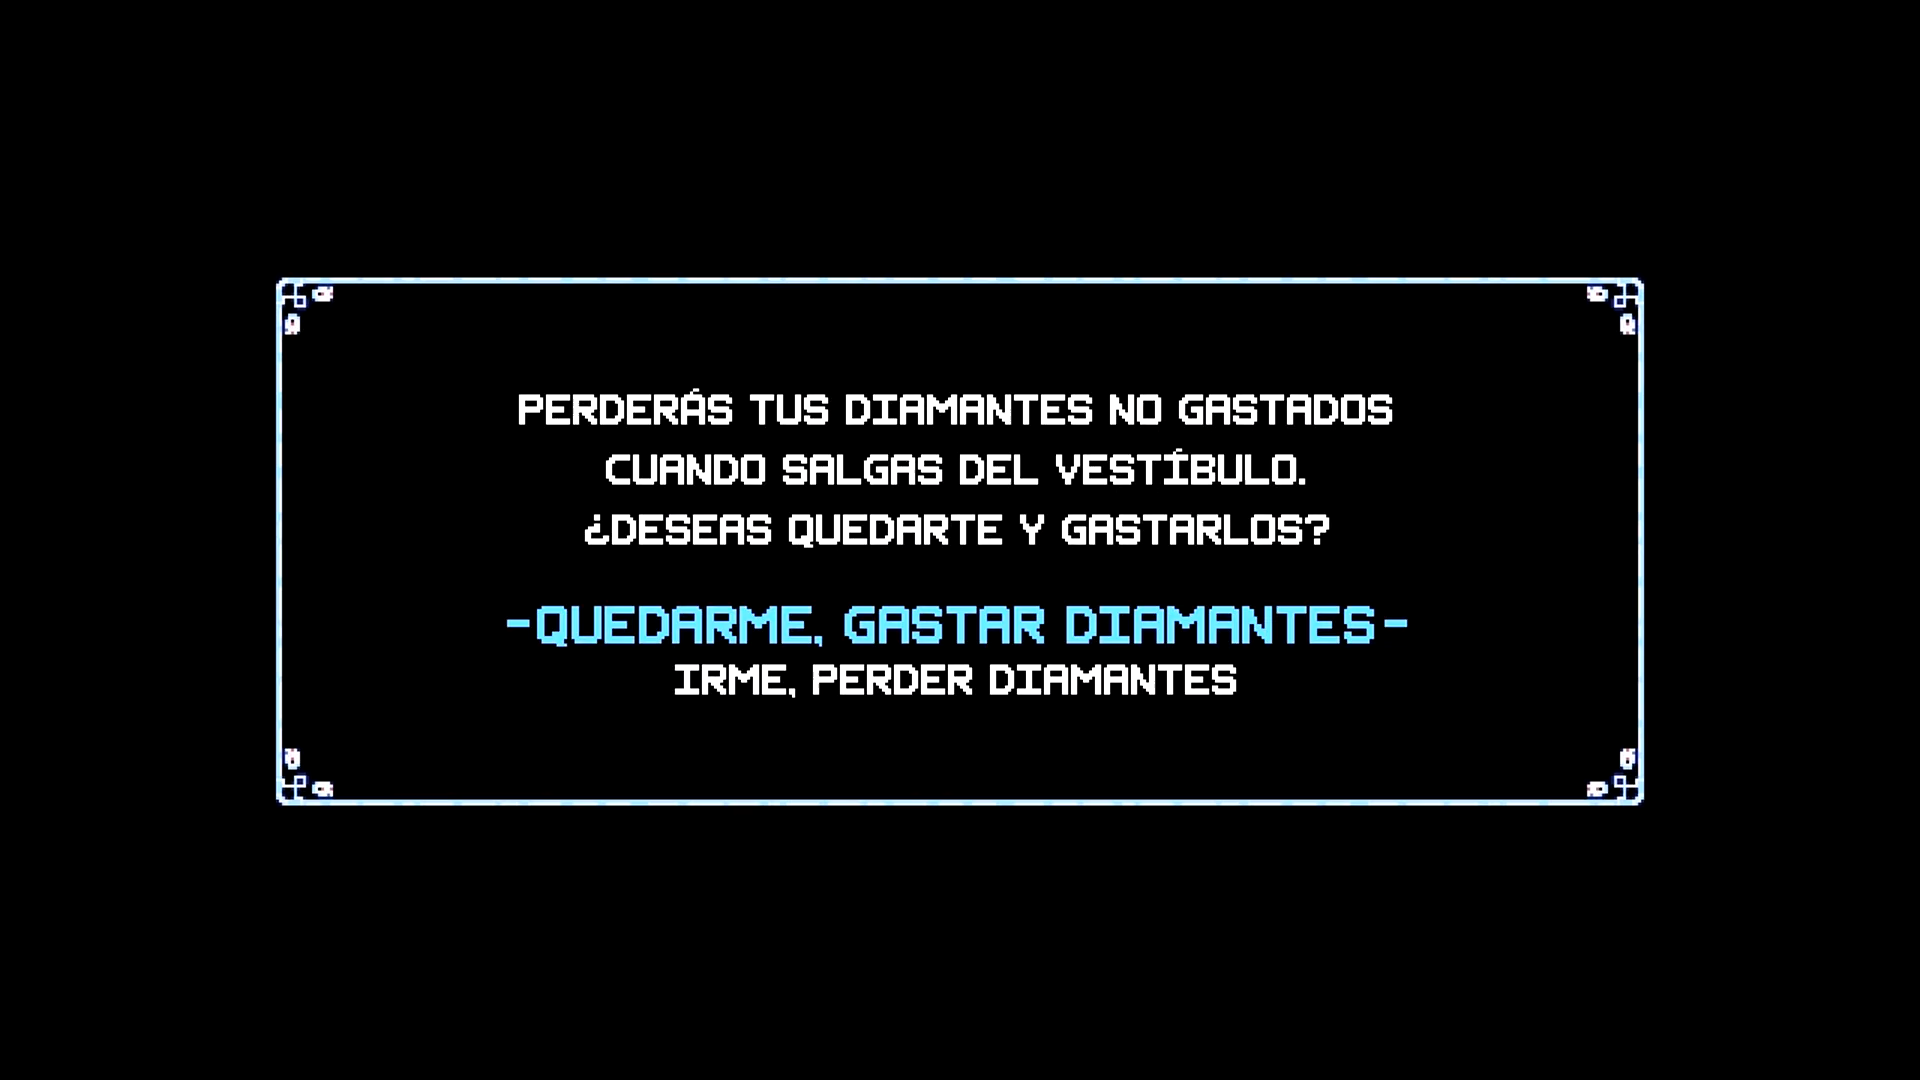 PERDERÁS TUS DIAMANTES NO GASTADOS
CUANDO SALGAS DEL VESTÍBULO.
¿DESEAS QUEDARTE Y GASTARLOS?
-QUEDARME, GASTAR DIAMANTES-
IRME, PERDER DIAMANTES